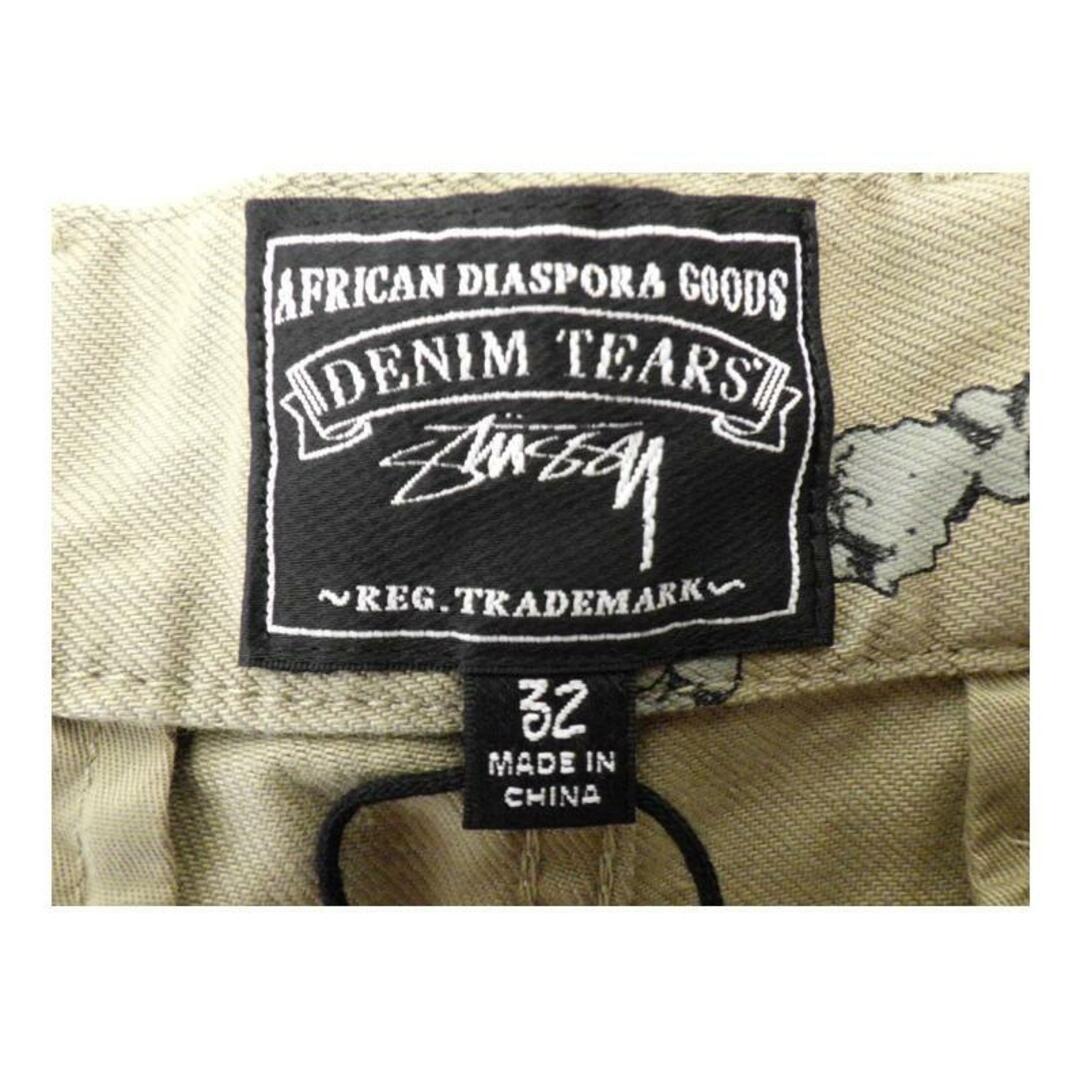 AFRICAN DIASPORA GOODS
DENIM TEARS
Stüssy
~REG. TRADEMARK~
32
MADE IN
CHINA